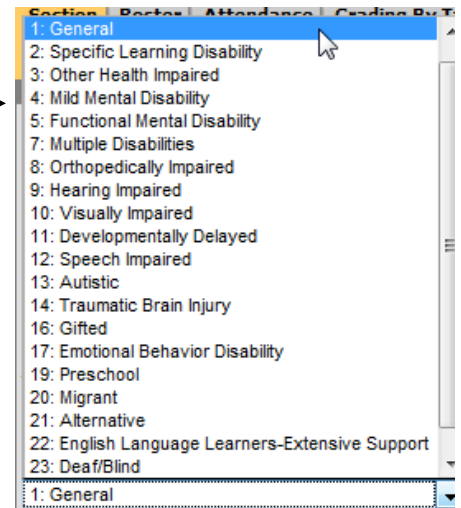 Section Roster Attendance Grading By T
1: General
2: Specific Learning Disability
3: Other Health Impaired
4: Mild Mental Disability
5: Functional Mental Disability
7: Multiple Disabilities
8: Orthopedically Impaired
9: Hearing Impaired
10: Visually Impaired
11: Developmentally Delayed
12: Speech Impaired
13: Autistic
14: Traumatic Brain Injury
16: Gifted
17: Emotional Behavior Disability
19: Preschool
20: Migrant
21: Alternative
22: English Language Learners-Extensive Support
23: Deaf/Blind
1: General